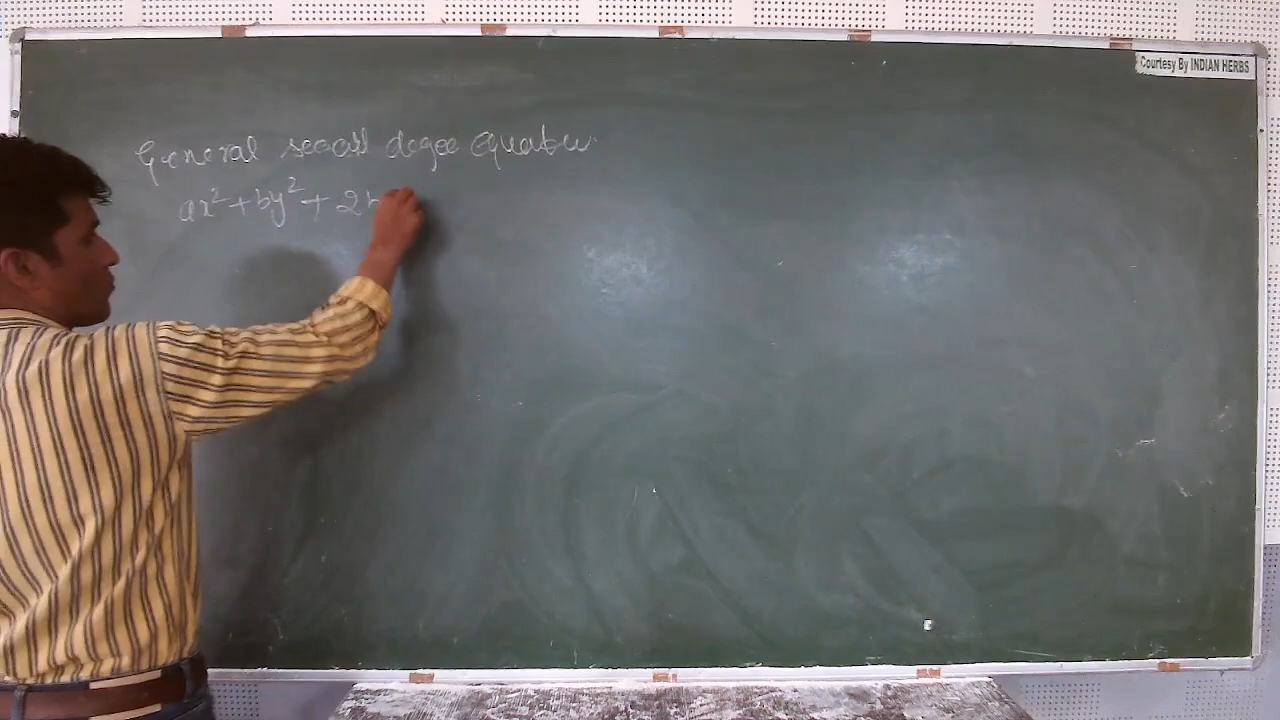 Courtesy By INDIAN HERBS
General second degree Equation
ax²+by²+2h